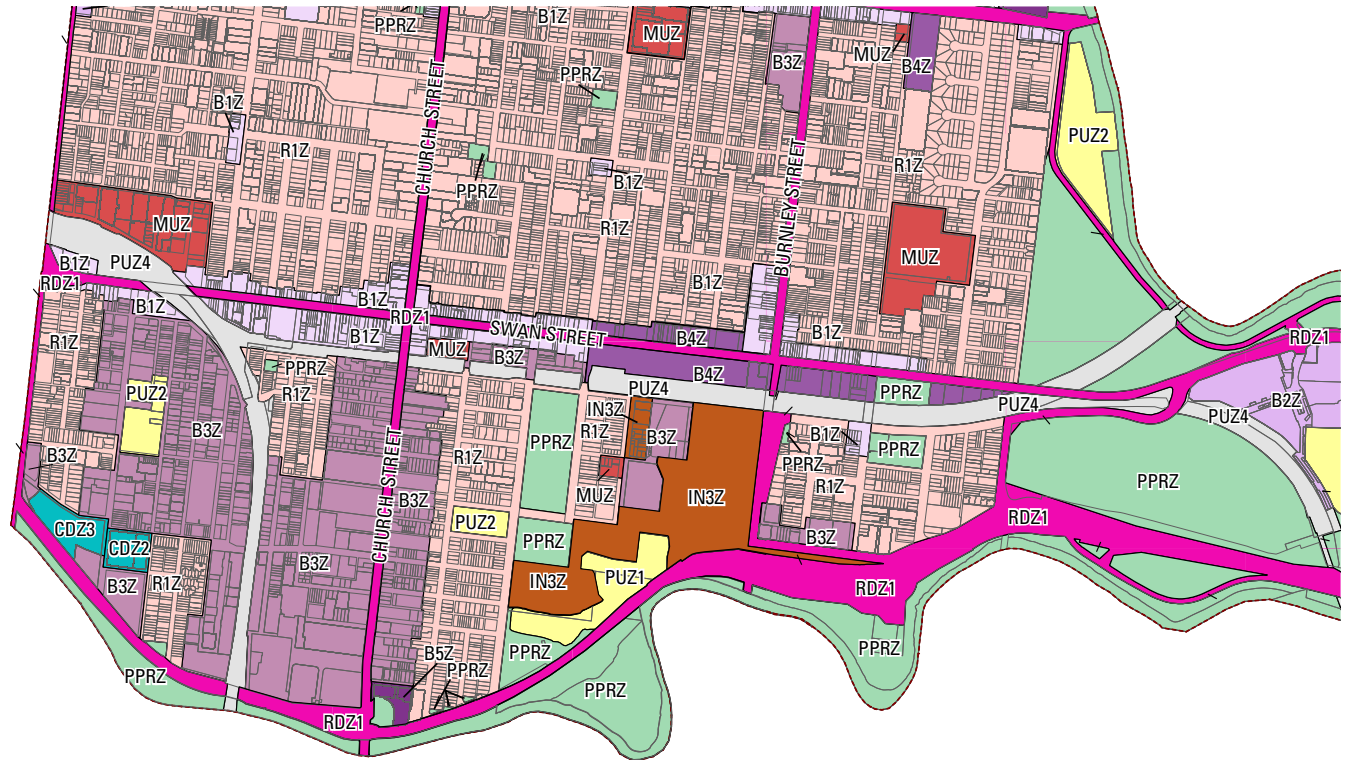 PPRZ
B1Z
MUZ
MUZ
B3Z
B4Z
PPRZ
B1Z
PUZ2
CHURCH STREET
R1Z
R1Z
B1Z
PPRZ
BURNLEY STREET
MUZ
R1Z
MUZ
B1Z
PUZ4
RDZ1
B1Z
B1Z
B1Z
RDZ1
SWAN STREET
B1Z
RDZ1
B4Z
B1Z
R1Z
MUZ
B3Z
PPRZ
B4Z
PUZ4
PPRZ
B2Z
PUZ2
R1Z
PUZ4
PUZ4
IN3Z
R1Z
B3Z
B3Z
PPRZ
B1Z
PPRZ
B3Z
R1Z
PPRZ
R1Z
PPRZ
CHURCH STREET
B3Z
MUZ
IN3Z
RDZ1
CDZ3
PUZ2
PPRZ
B3Z
CDZ2
B3Z
B3Z
R1Z
IN3Z
PUZ1
RDZ1
PPRZ
B5Z
PPRZ
PPRZ
PPRZ
PPRZ
RDZ1